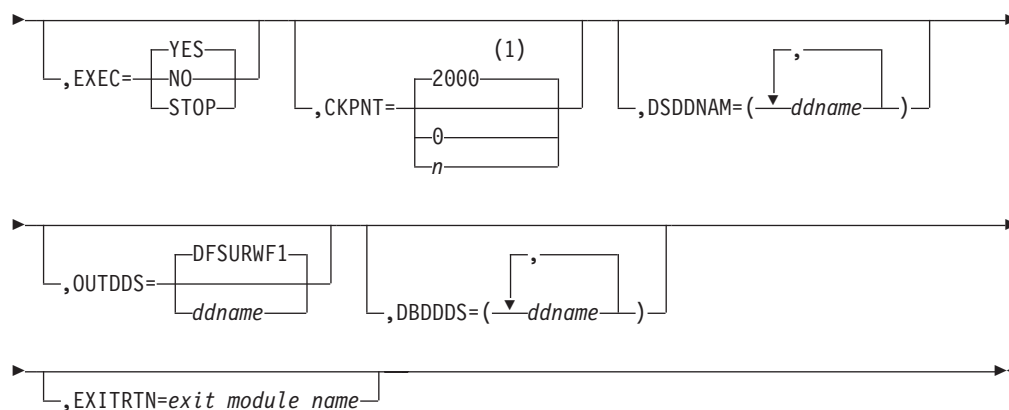 YES (1) ,
,EXEC= NO 2000 ,DSDDNAM=( ddname )
STOP ,CKPNT=
0
n
DFSURWF1 ,
,OUTDDS= ,DBDDDS=( ddname )
ddname
,EXITRTN=exit module name